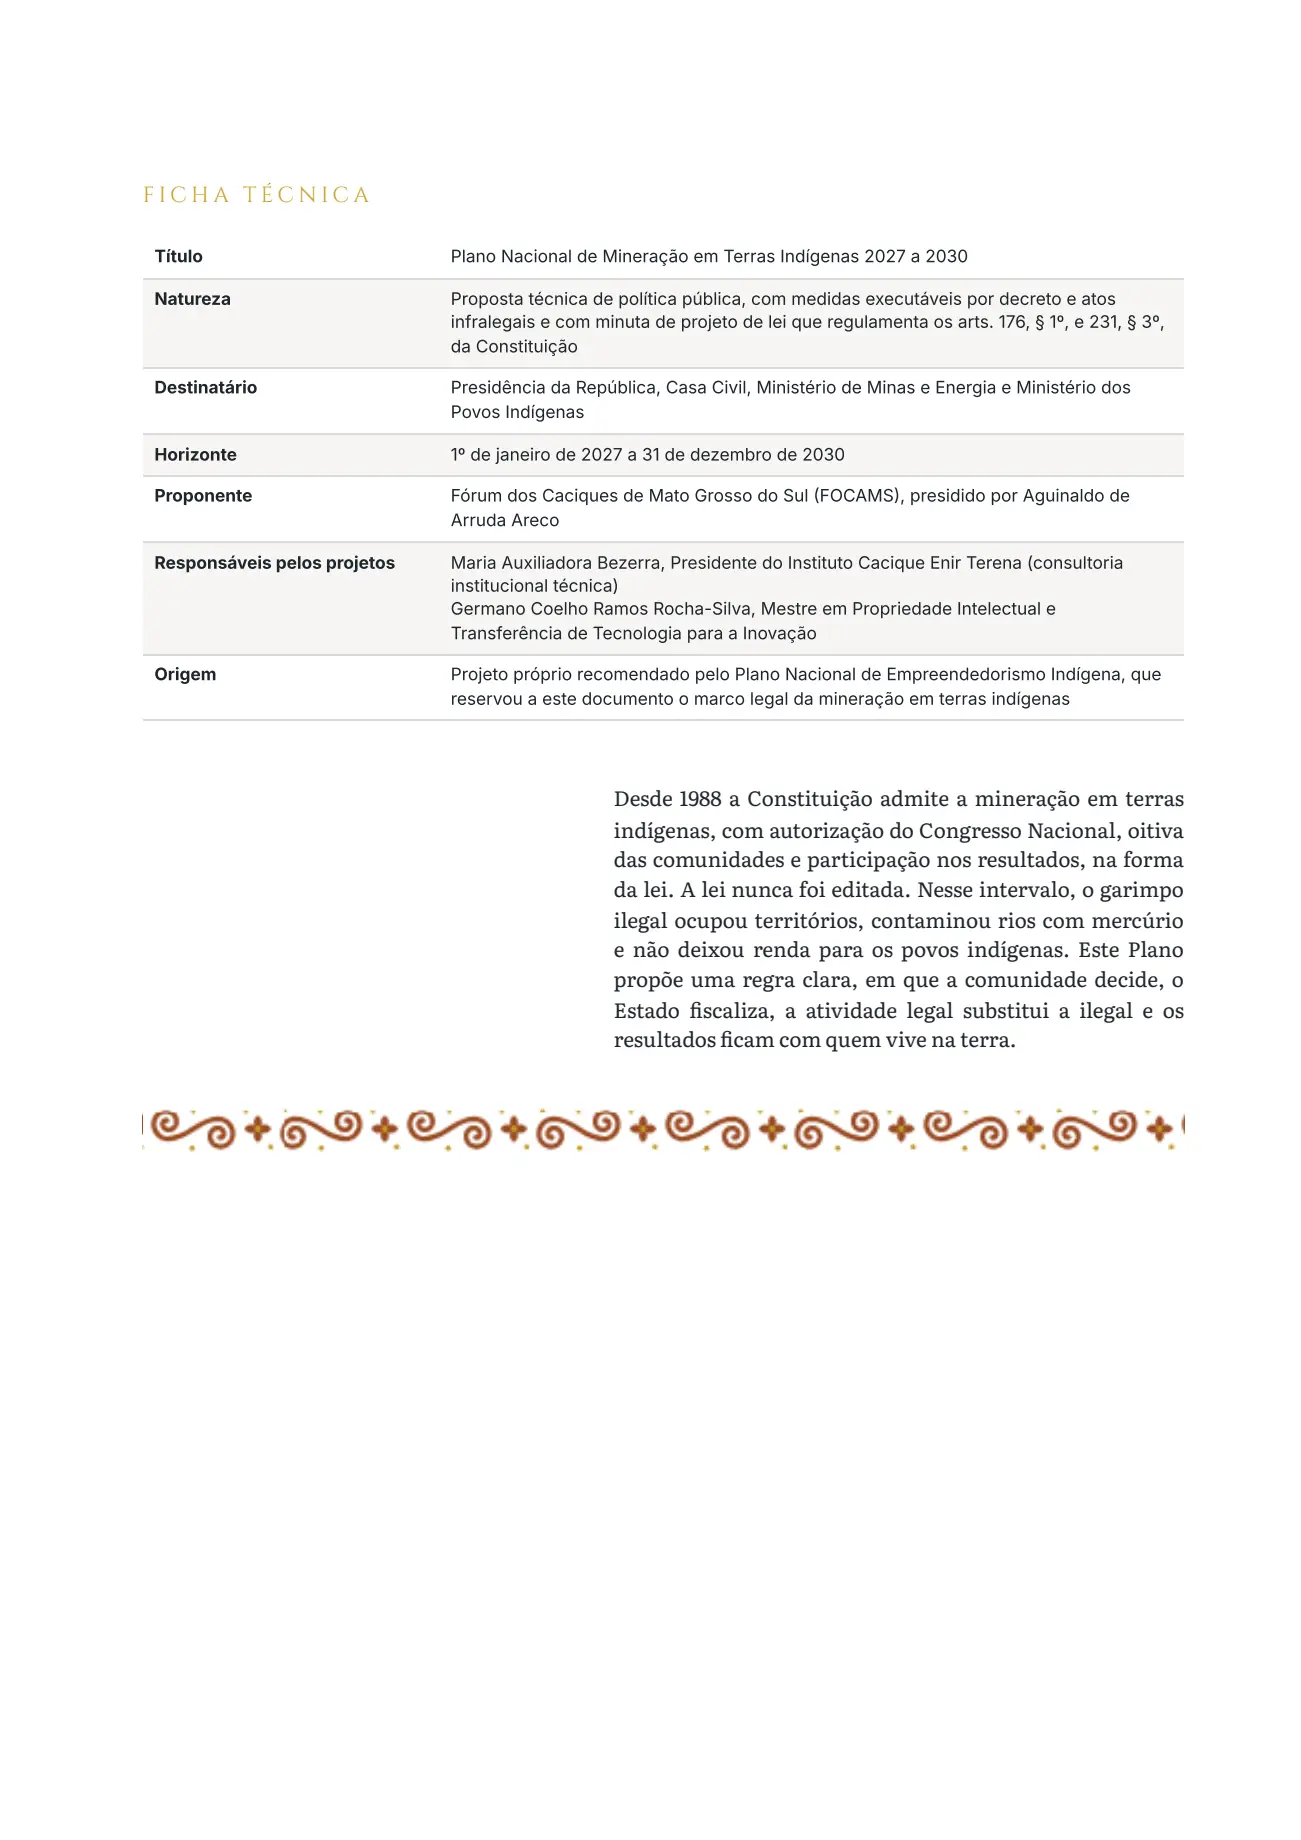 FICHA TÉCNICA
Título
Plano Nacional de Mineração em Terras Indígenas 2027 a 2030
Natureza
Proposta técnica de política pública, com medidas executáveis por decreto e atos
infralegais e com minuta de projeto de lei que regulamenta os arts. 176, § 1º, e 231, § 3º,
da Constituição
Destinatário
Presidência da República, Casa Civil, Ministério de Minas e Energia e Ministério dos
Povos Indígenas
Horizonte
1º de janeiro de 2027 a 31 de dezembro de 2030
Proponente
Fórum dos Caciques de Mato Grosso do Sul (FOCAMS), presidido por Aguinaldo de
Arruda Areco
Responsáveis pelos projetos
Maria Auxiliadora Bezerra, Presidente do Instituto Cacique Enir Terena (consultoria
institucional técnica)
Germano Coelho Ramos Rocha-Silva, Mestre em Propriedade Intelectual e
Transferência de Tecnologia para a Inovação
Origem
Projeto próprio recomendado pelo Plano Nacional de Empreendedorismo Indígena, que
reservou a este documento o marco legal da mineração em terras indígenas
Desde 1988 a Constituição admite a mineração em terras
indígenas, com autorização do Congresso Nacional, oitiva
das comunidades e participação nos resultados, na forma
da lei. A lei nunca foi editada. Nesse intervalo, o garimpo
ilegal ocupou territórios, contaminou rios com mercúrio
e não deixou renda para os povos indígenas. Este Plano
propõe uma regra clara, em que a comunidade decide, o
Estado fiscaliza, a atividade legal substitui a ilegal e os
resultados ficam com quem vive na terra.